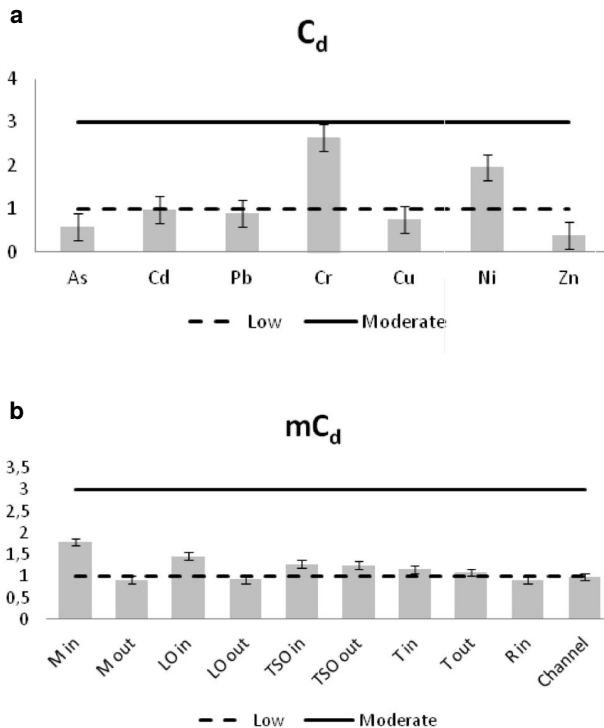 a
Cd
4
3
2
1
0
As Cd Pb Cr Cu Ni Zn
Low Moderate
b
mCd
3,5
3
2,5
2
1,5
1
0,5
0
M in M out LO in LO out TSO in TSO out T in T out R in Channel
Low Moderate